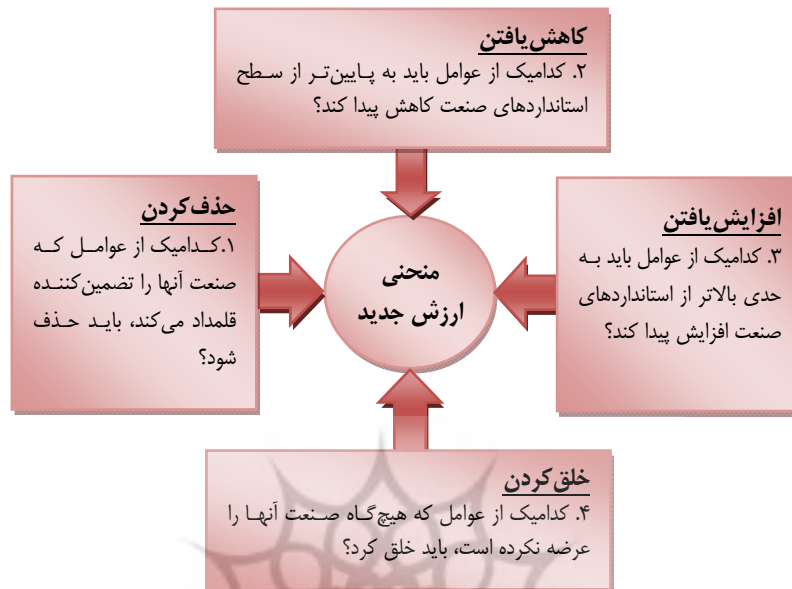 کاهش‌یافتن
۲. کدامیک از عوامل باید به پایین‌تر از سطح
استانداردهای صنعت کاهش پیدا کند؟
حذف‌کردن
۱.کدامیک از عوامل که
صنعت آنها را تضمین‌کننده
قلمداد می‌کند، باید حذف
شود؟
منحنی
ارزش جدید
افزایش‌یافتن
۳. کدامیک از عوامل باید به
حدی بالاتر از استانداردهای
صنعت افزایش پیدا کند؟
خلق‌کردن
۴. کدامیک از عوامل که هیچ‌گاه صنعت آنها را
عرضه نکرده است، باید خلق کرد؟